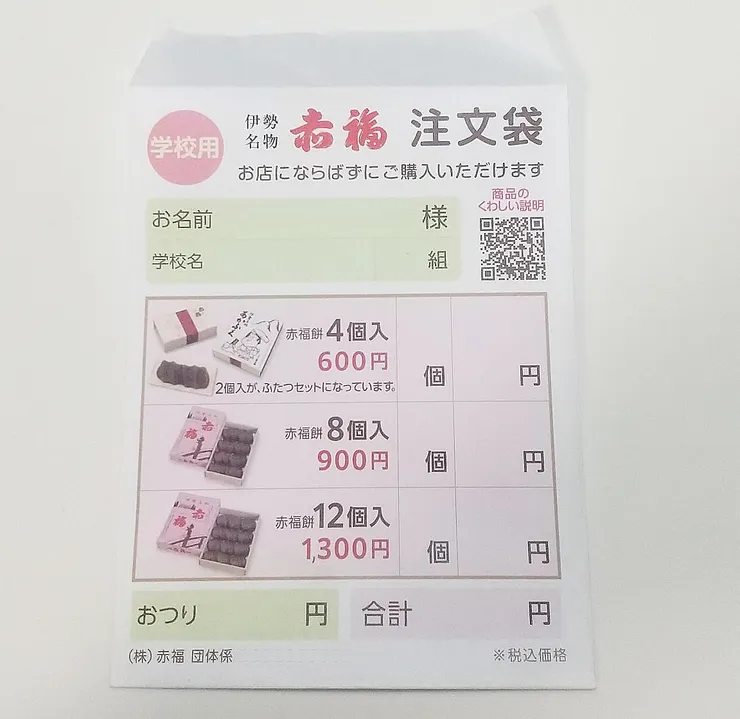 学校用
伊勢名物 赤福 注文袋
お店にならばずにご購入いただけます
お名前 様
学校名 組
商品の
くわしい説明
赤福餅4個入
600円
2個入が、ふたつセットになっています。
個 円
赤福餅8個入
900円
個 円
赤福餅12個入
1,300円
個 円
おつり 円
合計 円
(株)赤福 団体係
※税込価格